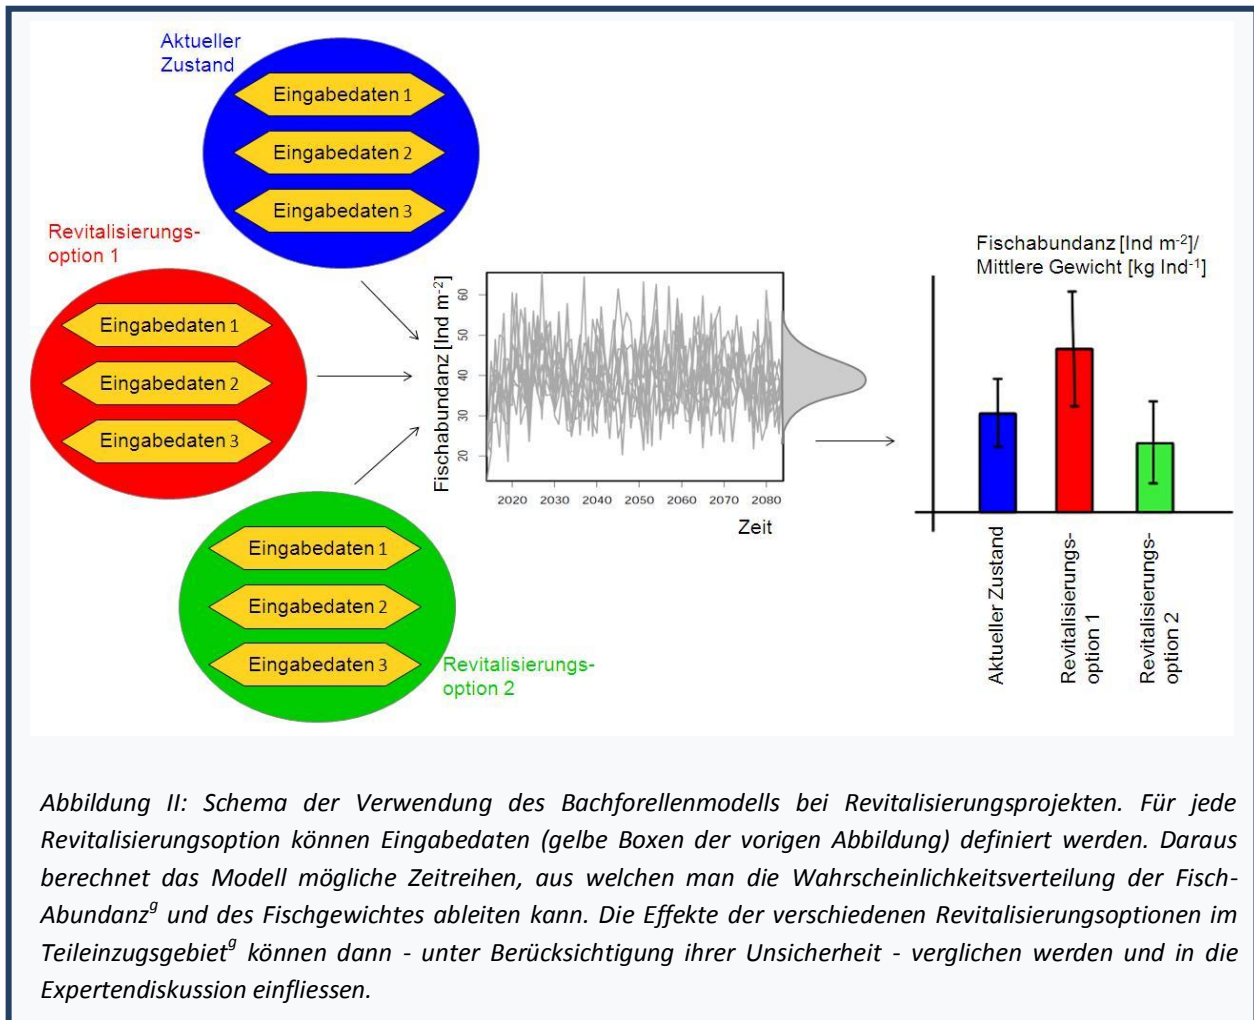 Aktueller
Zustand
Eingabedaten 1
Eingabedaten 2
Eingabedaten 3
Revitalisierungs-
option 1
Eingabedaten 1
Eingabedaten 2
Eingabedaten 3
Eingabedaten 1
Eingabedaten 2
Eingabedaten 3
Revitalisierungs-
option 2
Fischabundanz [Ind m-2]
60
50
40
30
20
2020 2030 2040 2050 2060 2070 2080
Zeit
Fischabundanz [Ind m-2]/
Mittlere Gewicht [kg Ind-1]
Aktueller Zustand
Revitalisierungs-
option 1
Revitalisierungs-
option 2
Abbildung II: Schema der Verwendung des Bachforellenmodells bei Revitalisierungsprojekten. Für jede
Revitalisierungsoption können Eingabedaten (gelbe Boxen der vorigen Abbildung) definiert werden. Daraus
berechnet das Modell mögliche Zeitreihen, aus welchen man die Wahrscheinlichkeitsverteilung der Fisch-
Abundanzg und des Fischgewichtes ableiten kann. Die Effekte der verschiedenen Revitalisierungsoptionen im
Teileinzugsgebietg können dann - unter Berücksichtigung ihrer Unsicherheit - verglichen werden und in die
Expertendiskussion einfliessen.